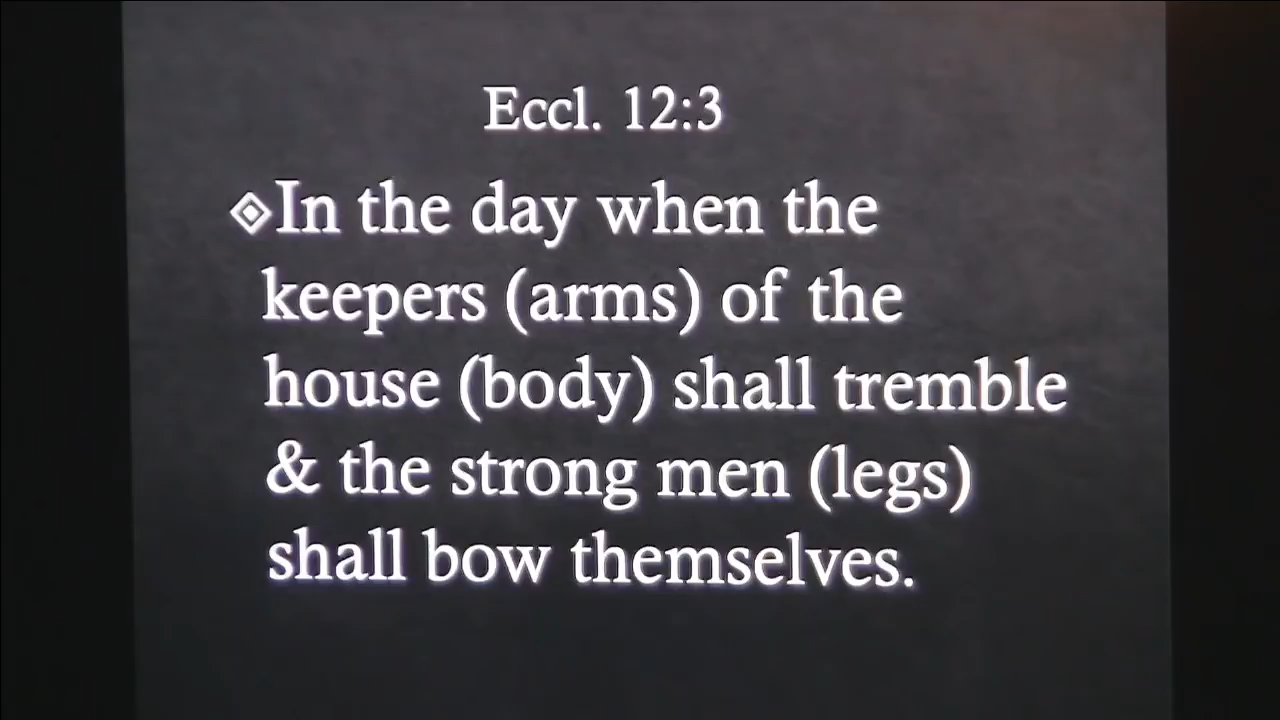 Eccl. 12:3
In the day when the
keepers (arms) of the
house (body) shall tremble
& the strong men (legs)
shall bow themselves.